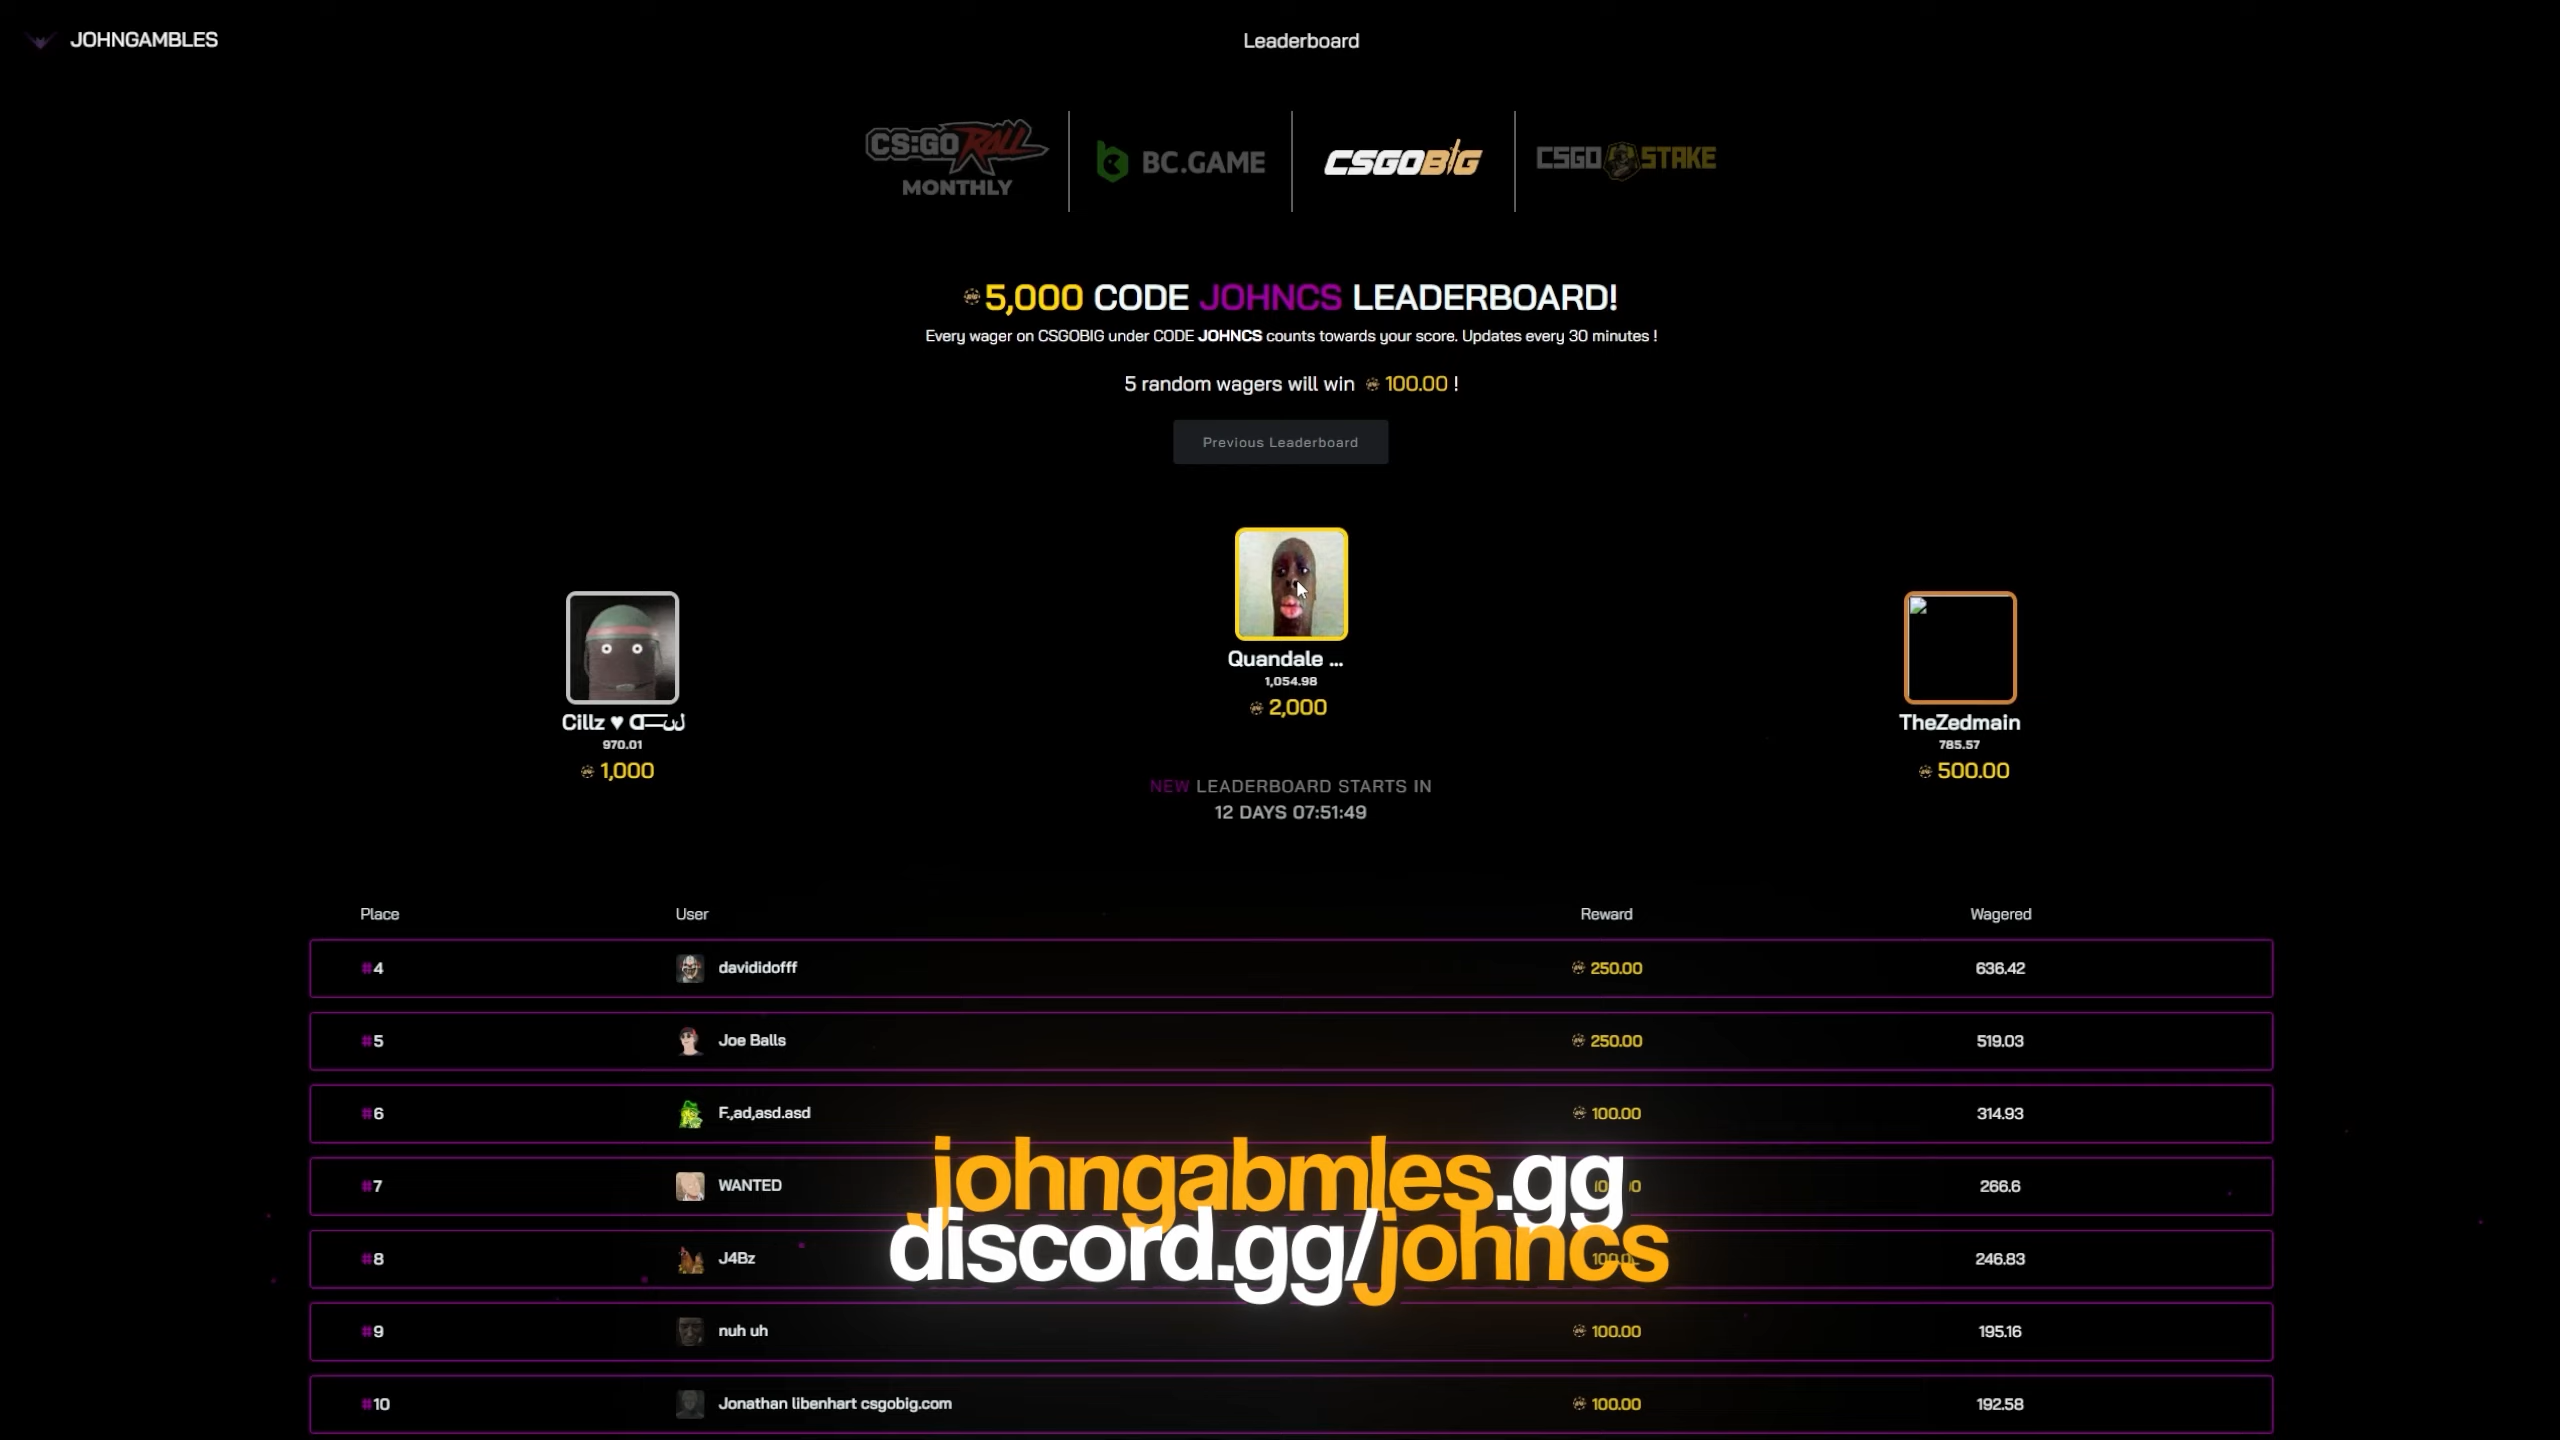 JOHNGAMBLES
Leaderboard
CS:GO ROLL
MONTHLY
BC.GAME
CSGOBIG
CSGO STAKE
5,000 CODE JOHNCS LEADERBOARD!
Every wager on CSGOBIG under CODE JOHNCS counts towards your score. Updates every 30 minutes !
5 random wagers will win 100.00 !
Previous Leaderboard
Quandale ...
1,054.98
2,000
Cillz ♥
970.01
1,000
TheZedmain
785.57
500.00
NEW LEADERBOARD STARTS IN
12 DAYS 07:51:49
Place User Reward Wagered
#4 davididofff 250.00 636.42
#5 Joe Balls 250.00 519.03
#6 F.,ad,asd.asd 100.00 314.93
#7 WANTED 266.6
#8 J4Bz 246.83
johngabmles.gg
discord.gg/johncs
#9 nuh uh 100.00 195.16
#10 Jonathan libenhart csgobig.com 100.00 192.58